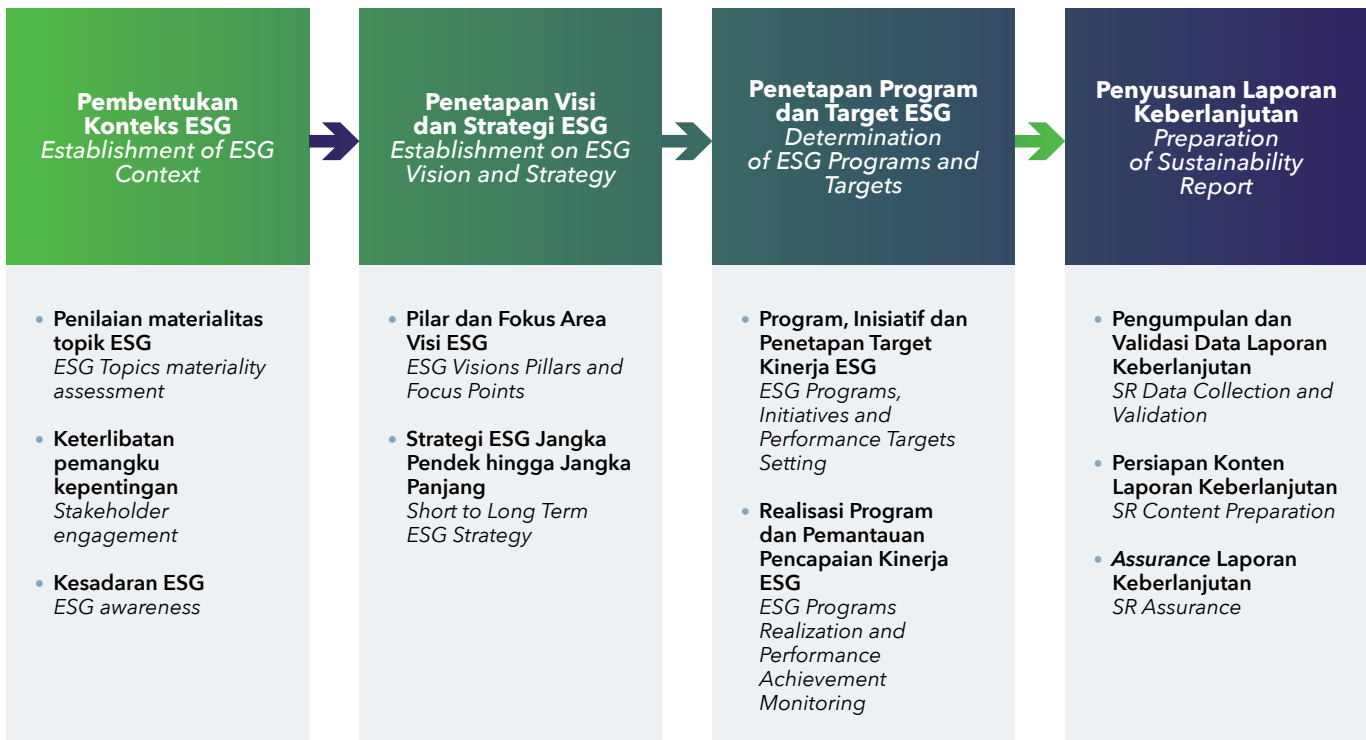 Pembentukan
Konteks ESG
Establishment of ESG
Context
Penetapan Visi
dan Strategi ESG
Establishment on ESG
Vision and Strategy
Penetapan Program
dan Target ESG
Determination
of ESG Programs and
Targets
Penyusunan Laporan
Keberlanjutan
Preparation
of Sustainability
Report
• Penilaian materialitas
topik ESG
ESG Topics materiality
assessment
• Keterlibatan
pemangku
kepentingan
Stakeholder
engagement
• Kesadaran ESG
ESG awareness
• Pilar dan Fokus Area
Visi ESG
ESG Visions Pillars and
Focus Points
• Strategi ESG Jangka
Pendek hingga Jangka
Panjang
Short to Long Term
ESG Strategy
• Program, Inisiatif dan
Penetapan Target
Kinerja ESG
ESG Programs,
Initiatives and
Performance Targets
Setting
• Realisasi Program
dan Pemantauan
Pencapaian Kinerja
ESG
ESG Programs
Realization and
Performance
Achievement
Monitoring
• Pengumpulan dan
Validasi Data Laporan
Keberlanjutan
SR Data Collection and
Validation
• Persiapan Konten
Laporan Keberlanjutan
SR Content Preparation
• Assurance Laporan
Keberlanjutan
SR Assurance